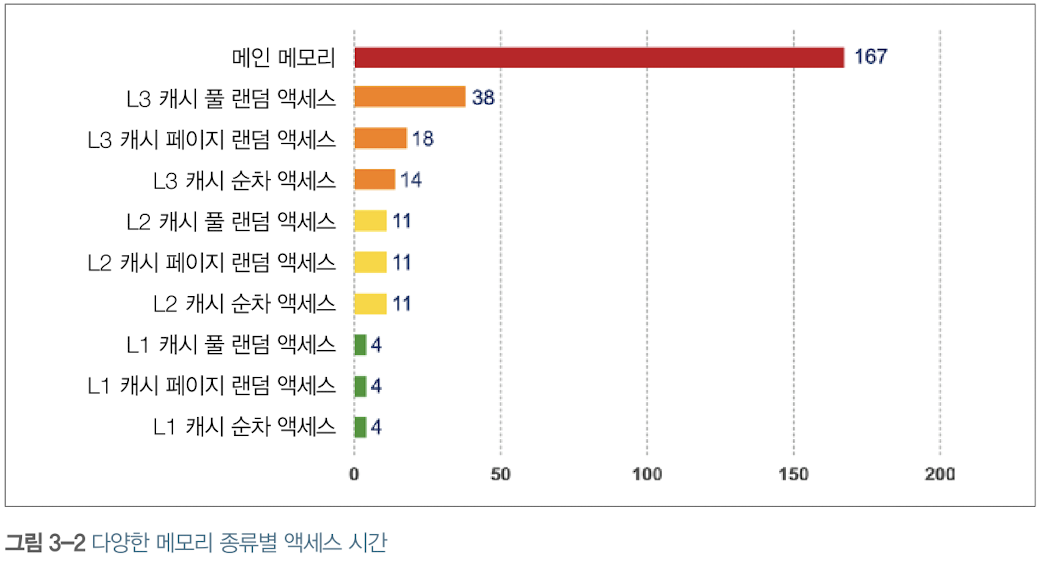 메인 메모리 167
L3 캐시 풀 랜덤 액세스 38
L3 캐시 페이지 랜덤 액세스 18
L3 캐시 순차 액세스 14
L2 캐시 풀 랜덤 액세스 11
L2 캐시 페이지 랜덤 액세스 11
L2 캐시 순차 액세스 11
L1 캐시 풀 랜덤 액세스 4
L1 캐시 페이지 랜덤 액세스 4
L1 캐시 순차 액세스 4
0 50 100 150 200
그림 3-2 다양한 메모리 종류별 액세스 시간